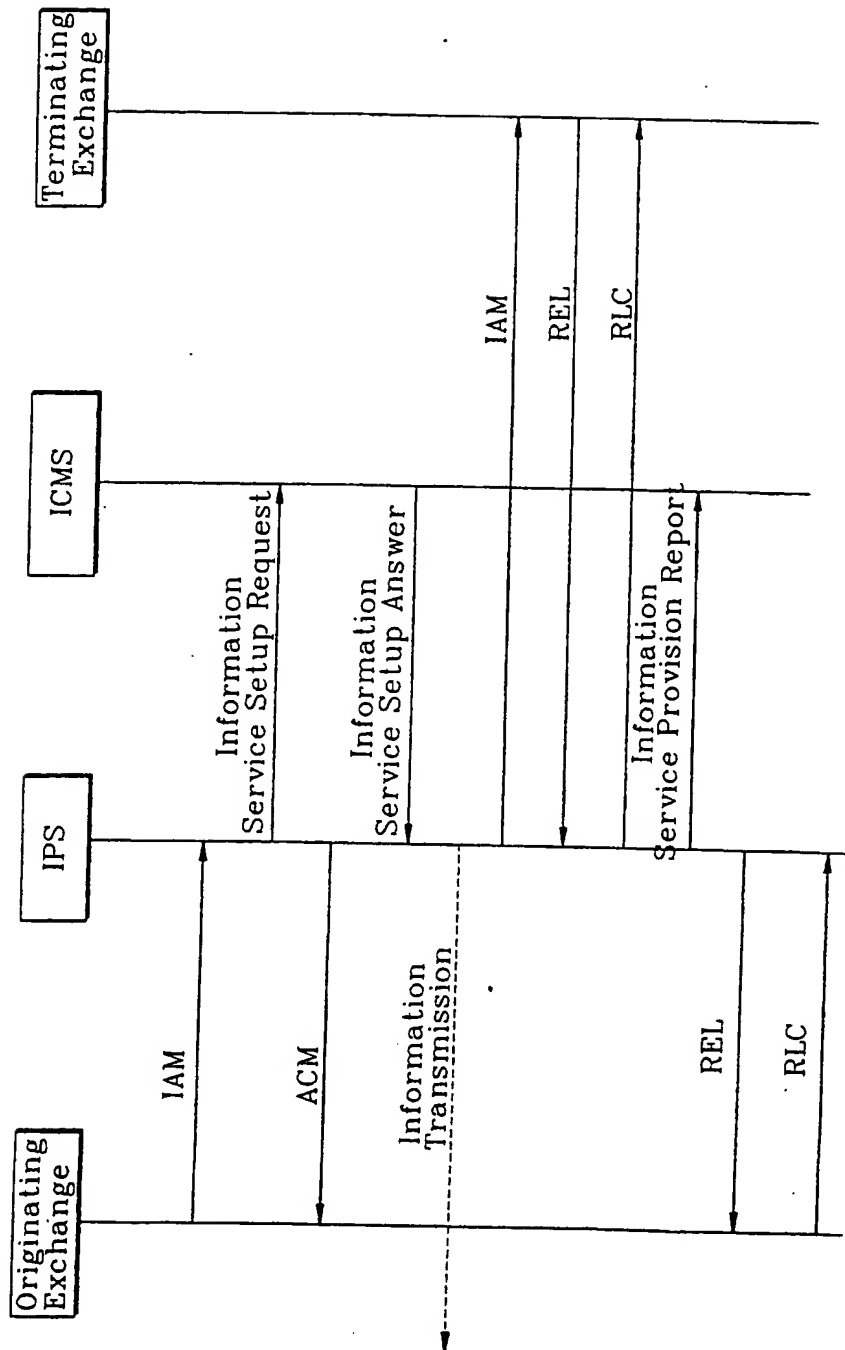 Originating
Exchange
IPS
ICMS
Terminating
Exchange
IAM
Information
Service Setup Request
ACM
Information
Service Setup Answer
Information
Transmission
IAM
REL
RLC
Information
Service Provision Report
REL
RLC